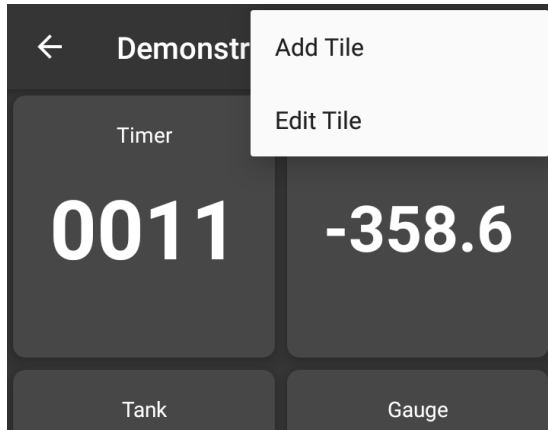 Demonstr
Add Tile
Edit Tile
Timer
0011
-358.6
Tank
Gauge